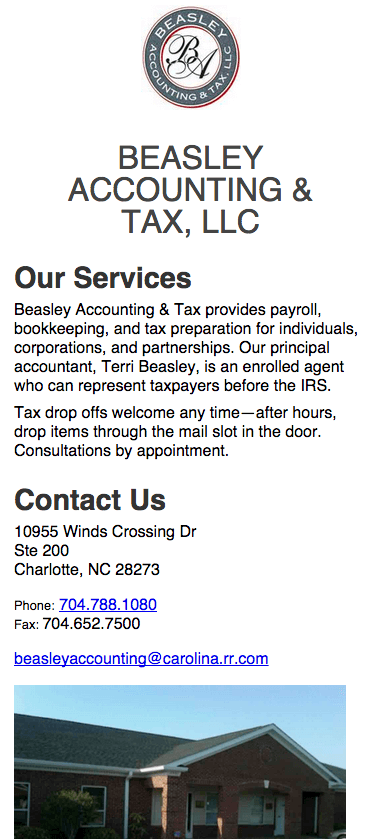 BEASLEY
ACCOUNTING & TAX, LLC
BA
BEASLEY
ACCOUNTING &
TAX, LLC
Our Services
Beasley Accounting & Tax provides payroll,
bookkeeping, and tax preparation for individuals,
corporations, and partnerships. Our principal
accountant, Terri Beasley, is an enrolled agent
who can represent taxpayers before the IRS.
Tax drop offs welcome any time—after hours,
drop items through the mail slot in the door.
Consultations by appointment.
Contact Us
10955 Winds Crossing Dr
Ste 200
Charlotte, NC 28273
Phone: 704.788.1080
Fax: 704.652.7500
beasleyaccounting@carolina.rr.com